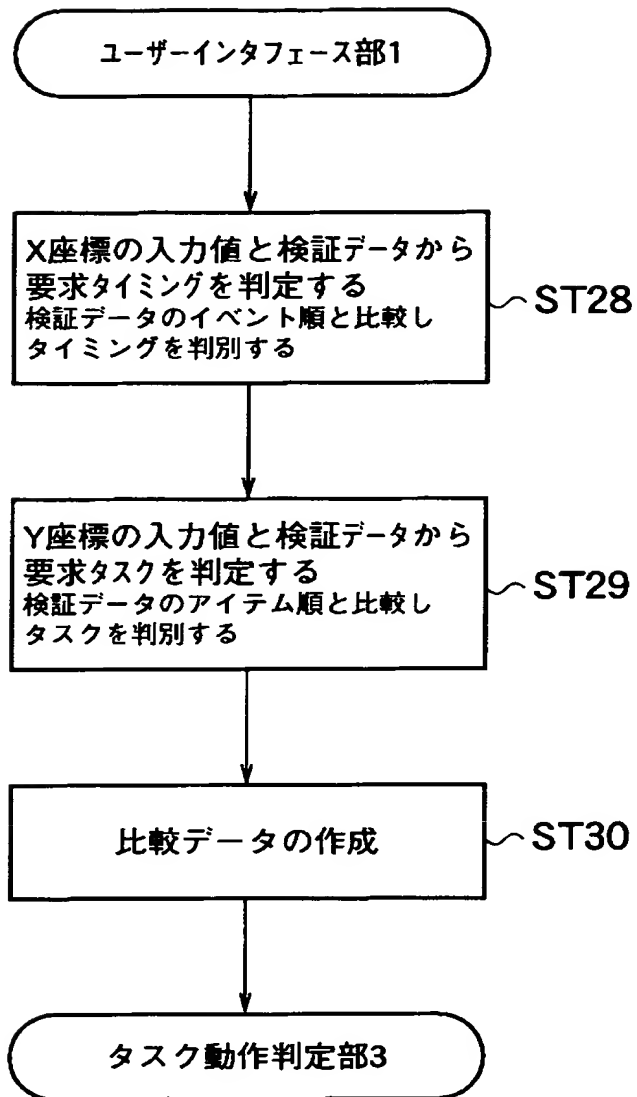 ユーザーインタフェース部1
X座標の入力値と検証データから
要求タイミングを判定する
検証データのイベント順と比較し
タイミングを判別する
ST28
Y座標の入力値と検証データから
要求タスクを判定する
検証データのアイテム順と比較し
タスクを判別する
ST29
比較データの作成
ST30
タスク動作判定部3